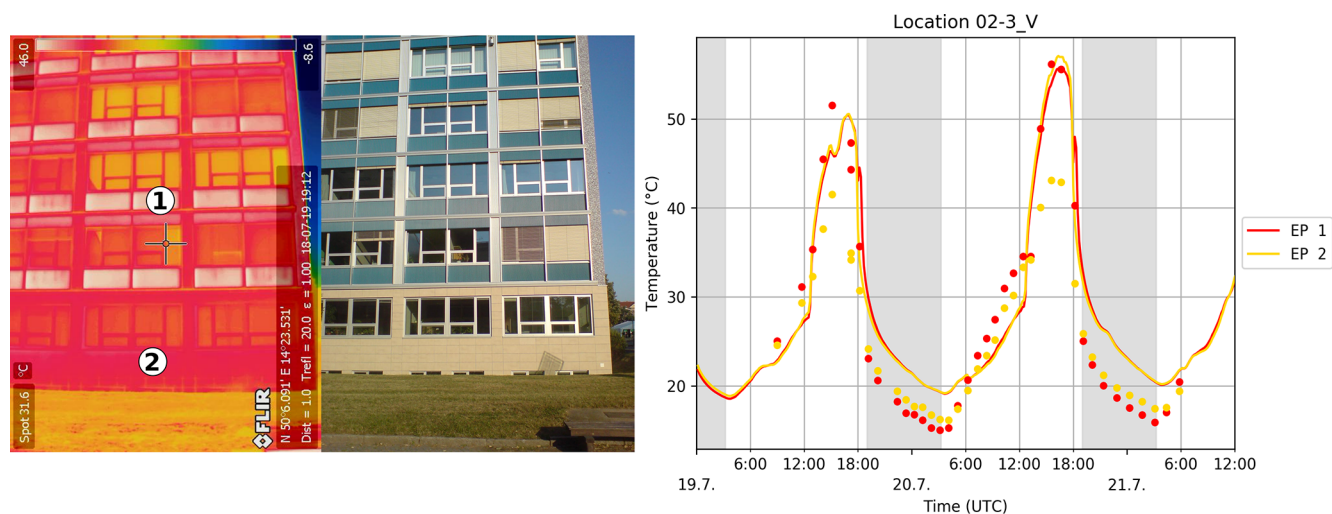 46.0
-8.6
1
2
Spot 31.6 °C
FLIR
N 50°6.091' E 14°23.531'
Dist = 1.0 Trefl = 20.0 ε = 1.00 18-07-19 19:12
Location 02-3_V
Temperature (°C)
50
40
30
20
6:00 12:00 18:00 6:00 12:00 18:00 6:00 12:00
19.7. 20.7. 21.7.
Time (UTC)
EP 1
EP 2